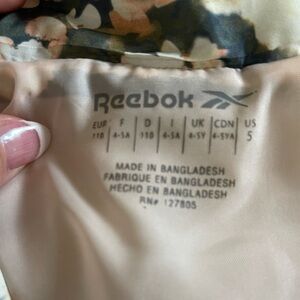 Reebok
EUR F D I UK CDN US
110 4-5A 110 4-5A 4-5Y 4-5YA 5
MADE IN BANGLADESH
FABRIQUE EN BANGLADESH
HECHO EN BANGLADESH
RN# 127805